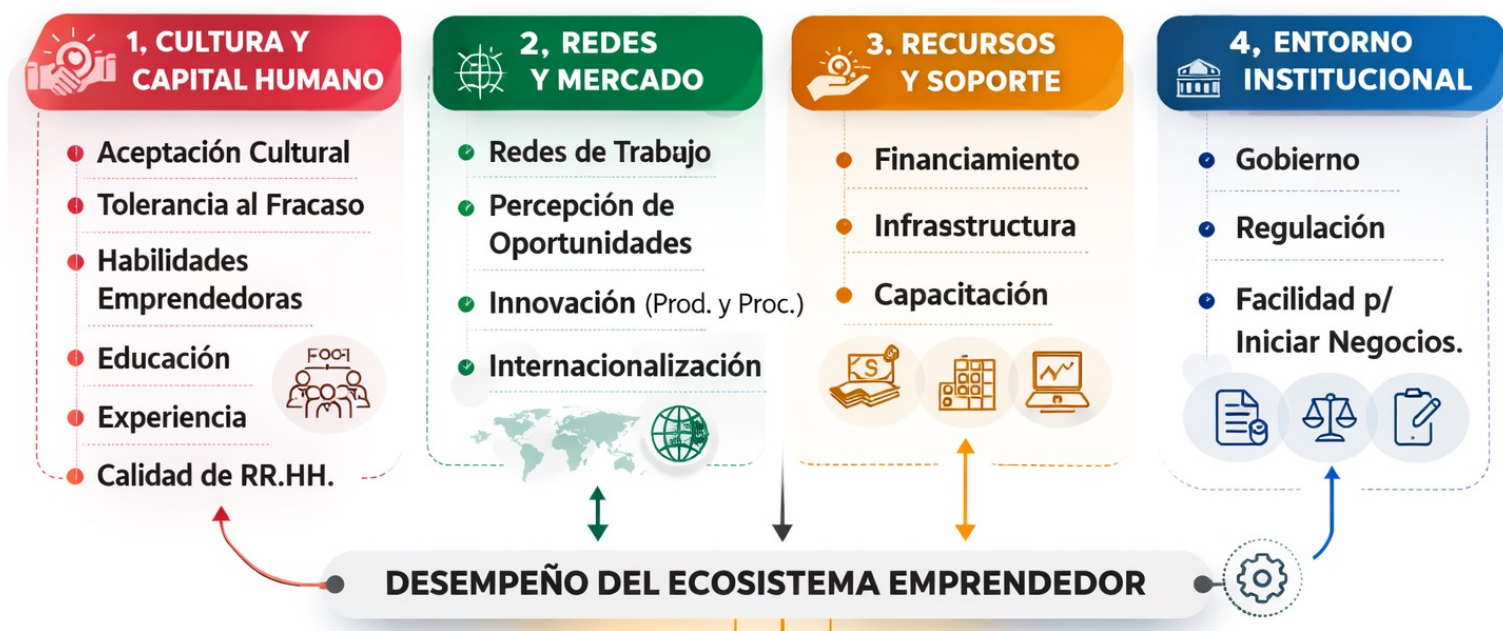 1, CULTURA Y
CAPITAL HUMANO
Aceptación Cultural
Tolerancia al Fracaso
Habilidades
Emprendedoras
Educación
Experiencia
Calidad de RR.HH.
2, REDES
Y MERCADO
Redes de Trabajo
Percepción de
Oportunidades
Innovación (Prod. y Proc.)
Internacionalización
3. RECURSOS
Y SOPORTE
Financiamiento
Infrasstructura
Capacitación
S
4, ENTORNO
INSTITUCIONAL
Gobierno
Regulación
Facilidad p/
Iniciar Negocios.
DESEMPEÑO DEL ECOSISTEMA EMPRENDEDOR